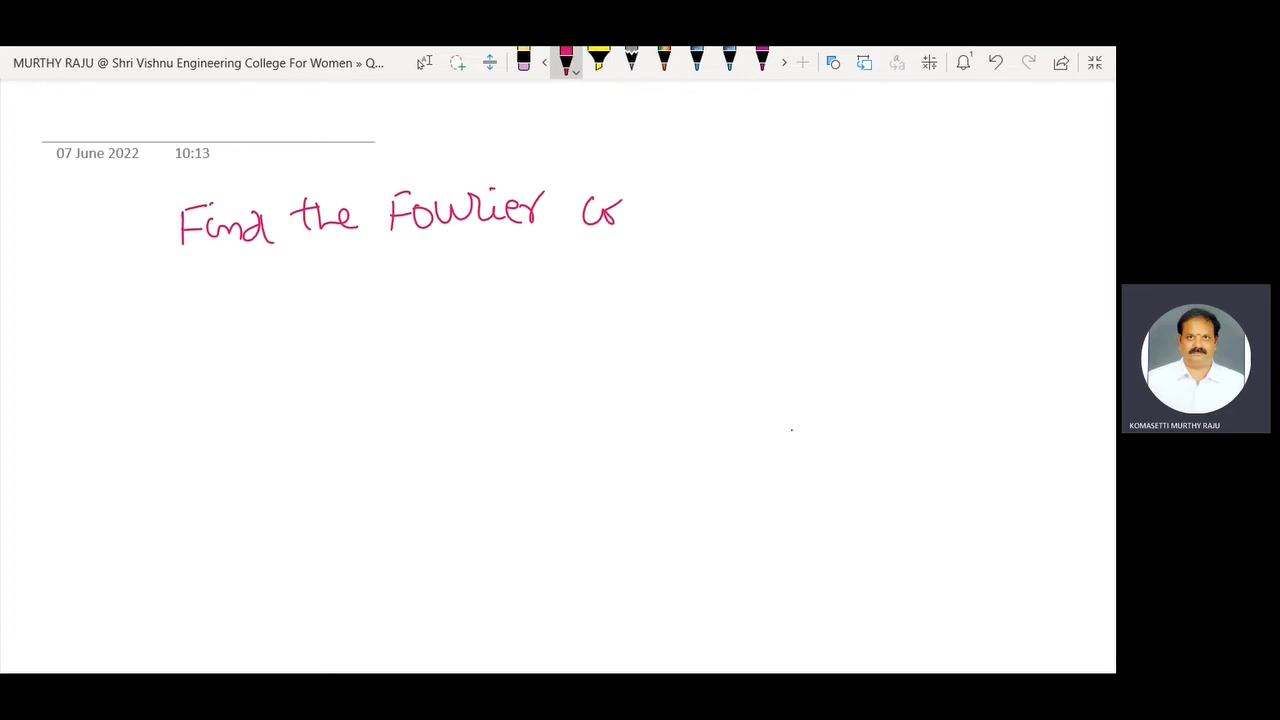 MURTHY RAJU @ Shri Vishnu Engineering College For Women » Q...
07 June 2022 10:13
Find the Fourier co
KOMASETTI MURTHY RAJU